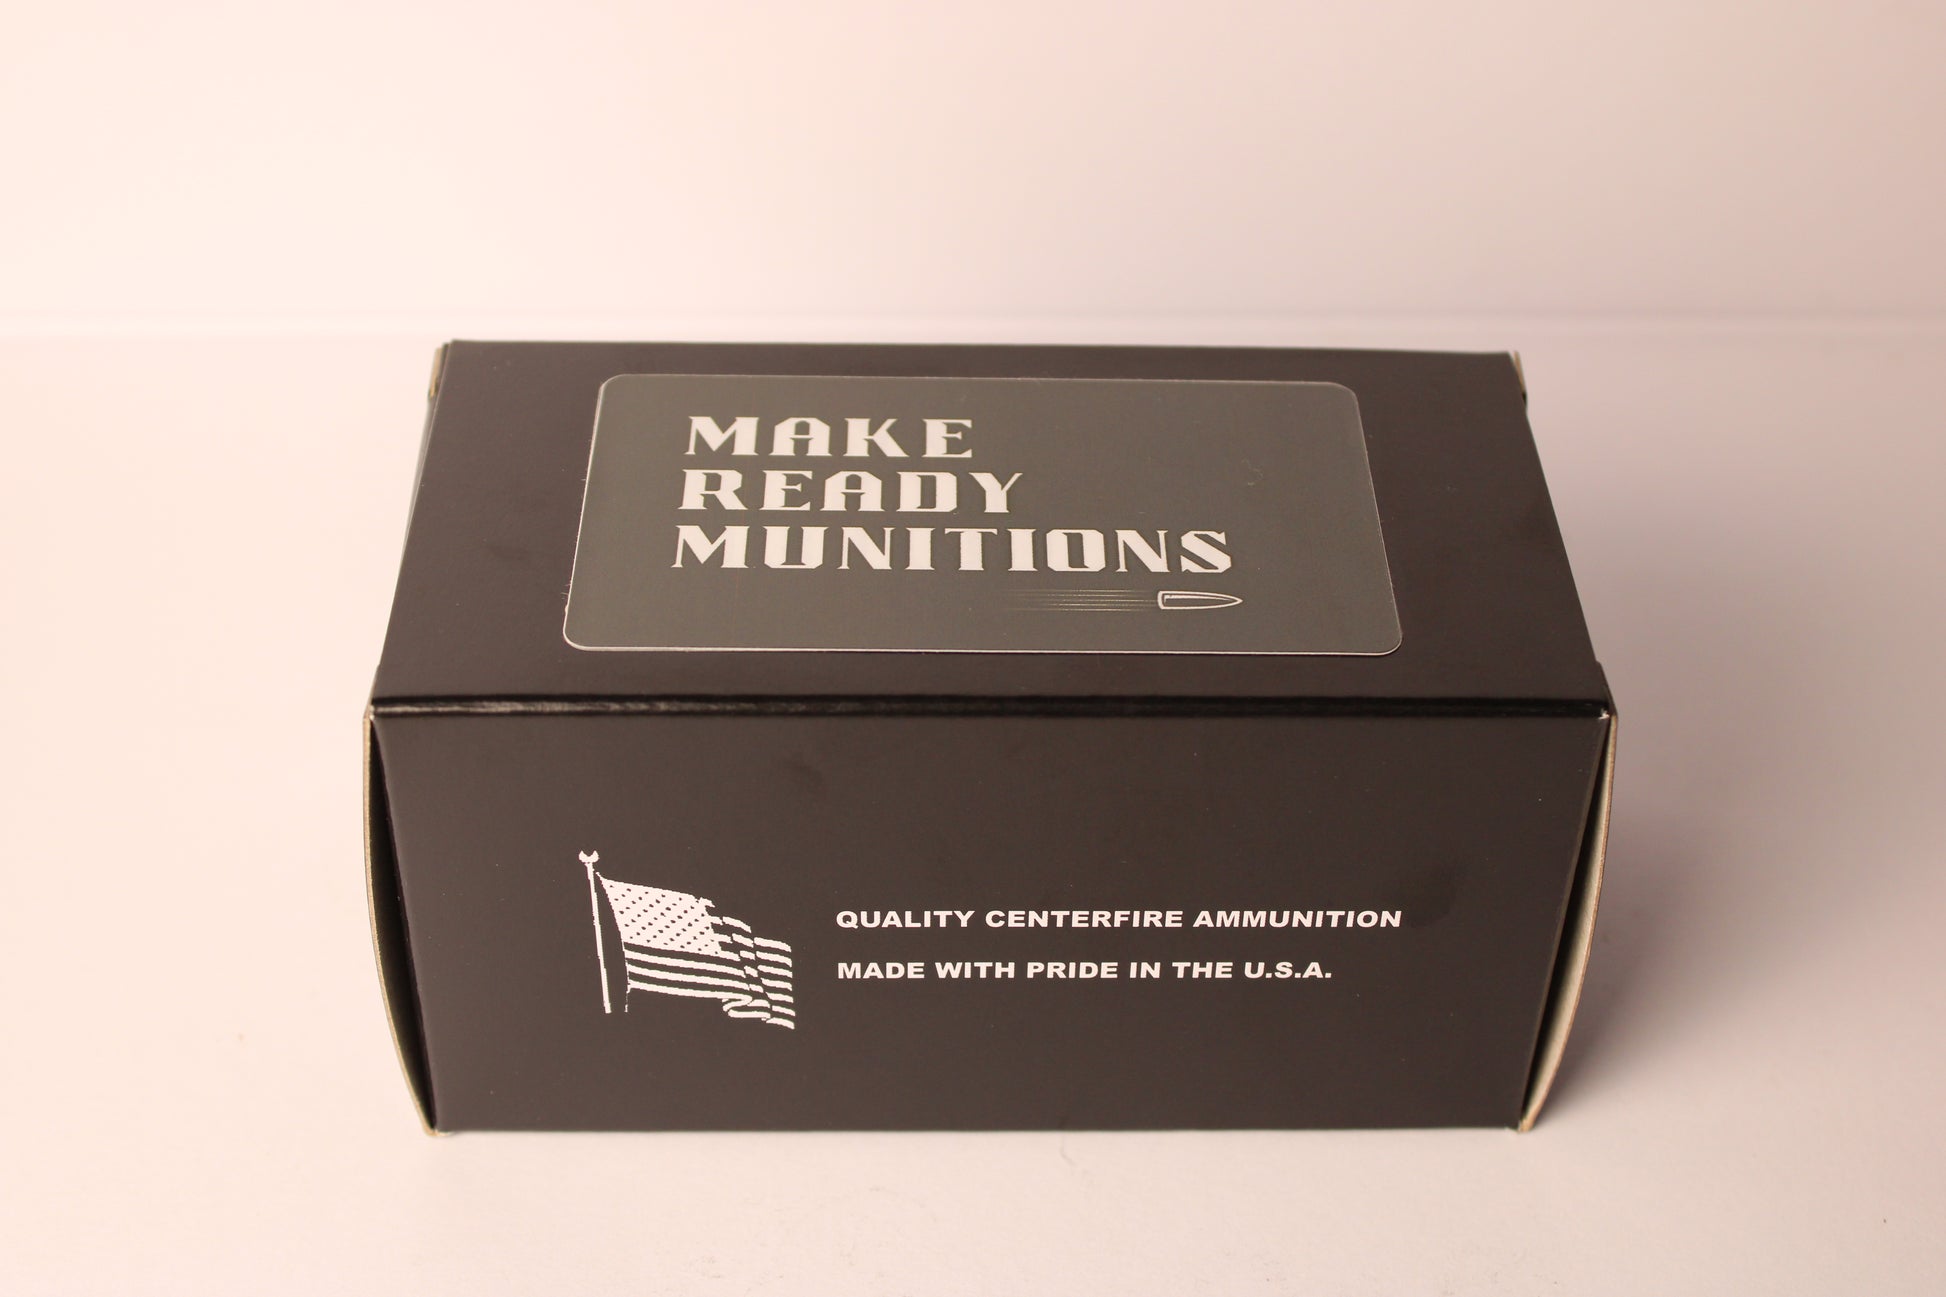 MAKE
READY
MUNITIONS
QUALITY CENTERFIRE AMMUNITION
MADE WITH PRIDE IN THE U.S.A.